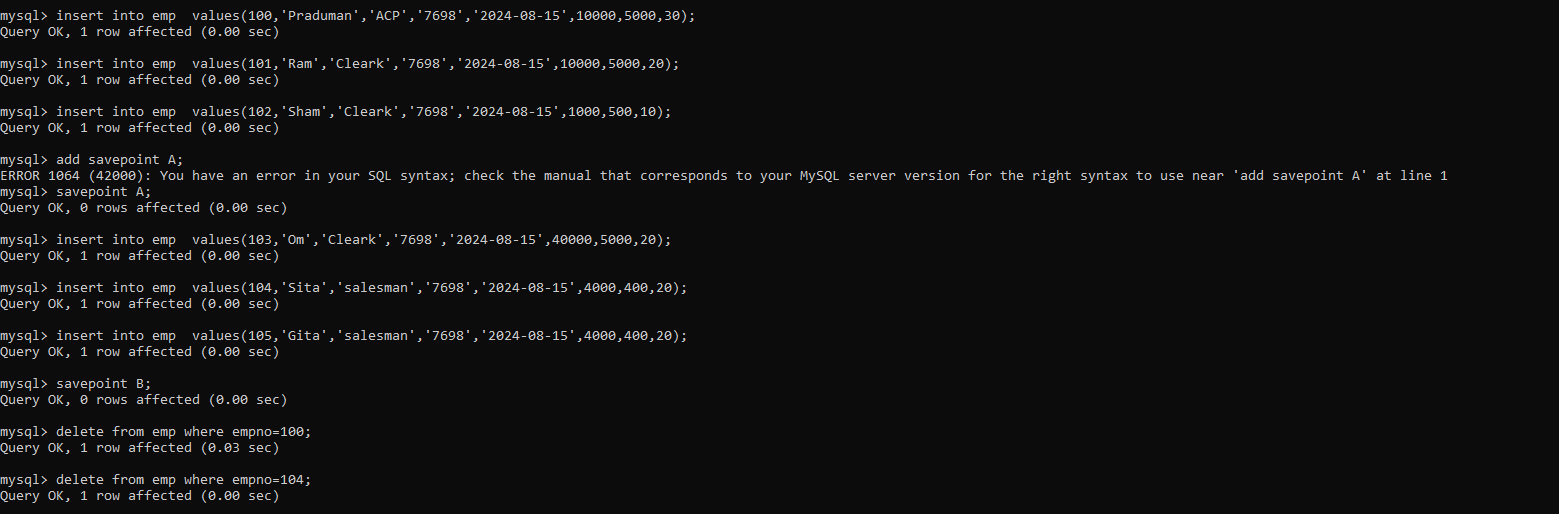 mysql> insert into emp  values(100,'Praduman','ACP','7698','2024-08-15',10000,5000,30);
Query OK, 1 row affected (0.00 sec)
mysql> insert into emp  values(101,'Ram','Cleark','7698','2024-08-15',10000,5000,20);
Query OK, 1 row affected (0.00 sec)
mysql> insert into emp  values(102,'Sham','Cleark','7698','2024-08-15',1000,500,10);
Query OK, 1 row affected (0.00 sec)
mysql> add savepoint A;
ERROR 1064 (42000): You have an error in your SQL syntax; check the manual that corresponds to your MySQL server version for the right syntax to use near 'add savepoint A' at line 1
mysql> savepoint A;
Query OK, 0 rows affected (0.00 sec)
mysql> insert into emp  values(103,'Om','Cleark','7698','2024-08-15',40000,5000,20);
Query OK, 1 row affected (0.00 sec)
mysql> insert into emp  values(104,'Sita','salesman','7698','2024-08-15',4000,400,20);
Query OK, 1 row affected (0.00 sec)
mysql> insert into emp  values(105,'Gita','salesman','7698','2024-08-15',4000,400,20);
Query OK, 1 row affected (0.00 sec)
mysql> savepoint B;
Query OK, 0 rows affected (0.00 sec)
mysql> delete from emp where empno=100;
Query OK, 1 row affected (0.03 sec)
mysql> delete from emp where empno=104;
Query OK, 1 row affected (0.00 sec)